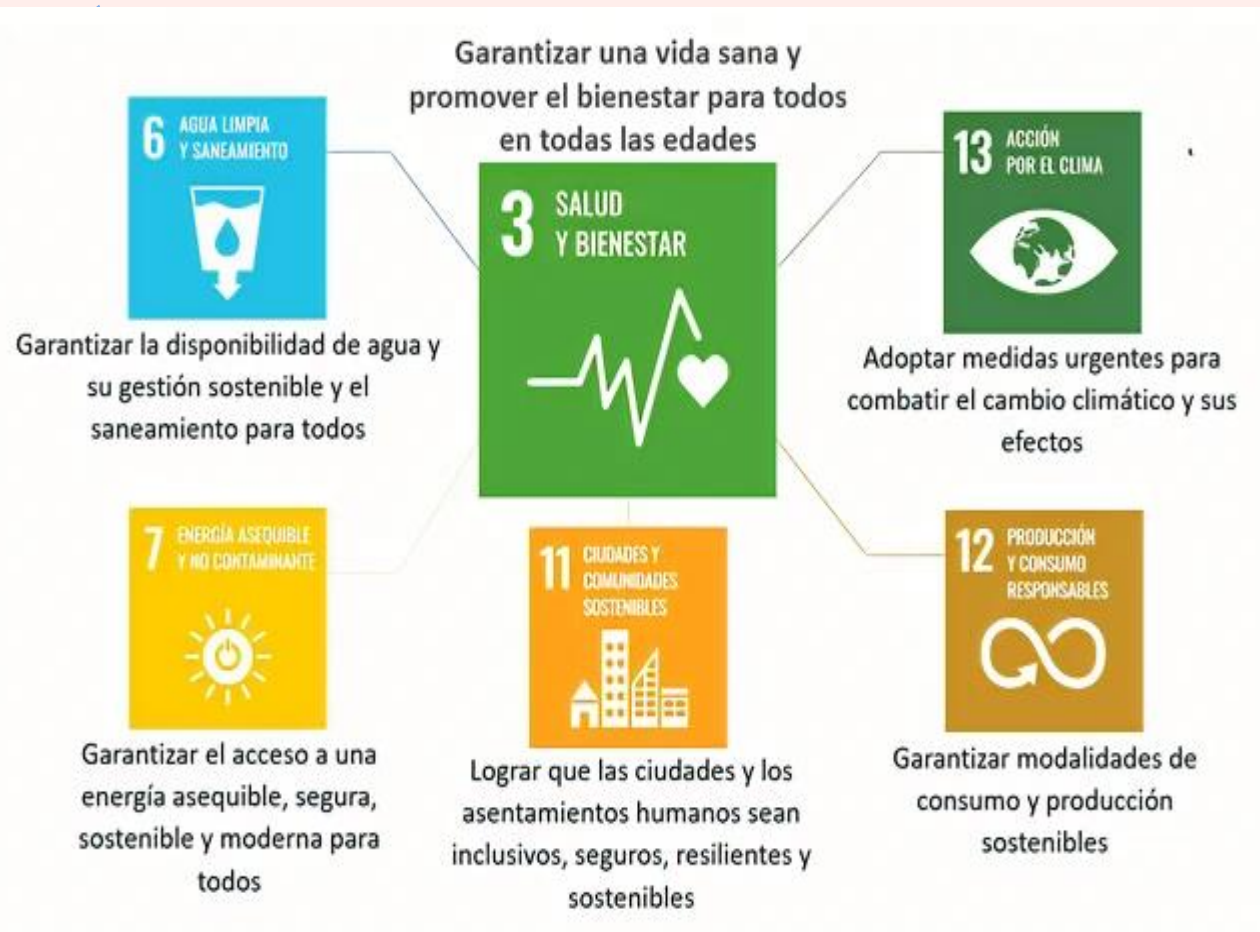 Garantizar una vida sana y
promover el bienestar para todos
en todas las edades
6 AGUA LIMPIA
Y SANEAMIENTO
Garantizar la disponibilidad de agua y
su gestión sostenible y el
saneamiento para todos
3 SALUD
Y BIENESTAR
13 ACCIÓN
POR EL CLIMA
Adoptar medidas urgentes para
combatir el cambio climático y sus
efectos
7 ENERGÍA ASEQUIBLE
Y NO CONTAMINANTE
Garantizar el acceso a una
energía asequible, segura,
sostenible y moderna para
todos
11 CIUDADES Y
COMUNIDADES
SOSTENIBLES
Lograr que las ciudades y los
asentamientos humanos sean
inclusivos, seguros, resilientes y
sostenibles
12 PRODUCCIÓN
Y CONSUMO
RESPONSABLES
Garantizar modalidades de
consumo y producción
sostenibles